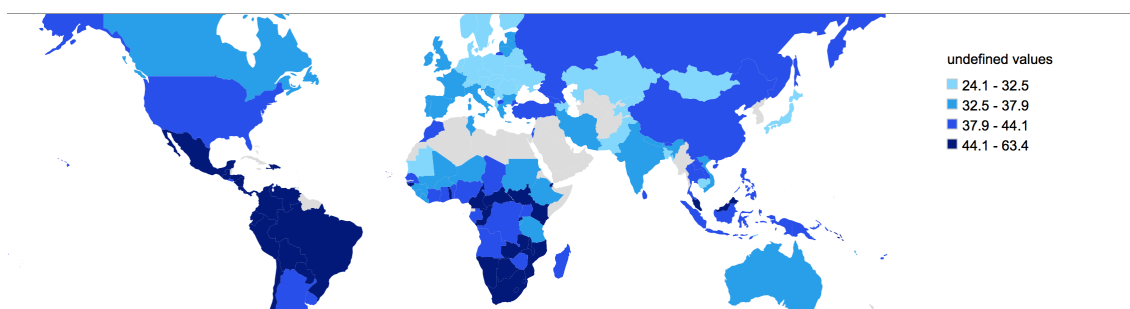 undefined values
24.1 - 32.5
32.5 - 37.9
37.9 - 44.1
44.1 - 63.4